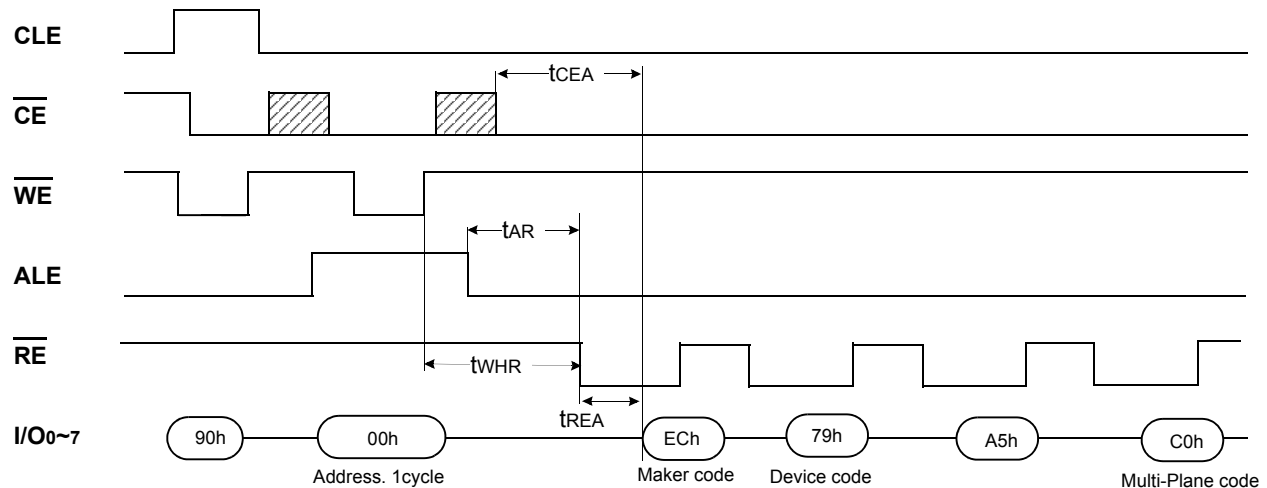 CLE
tCEA
CE
WE
tAR
ALE
RE
tWHR
tREA
I/O0~7
90h
00h
ECh
79h
A5h
C0h
Address. 1cycle
Maker code
Device code
Multi-Plane code